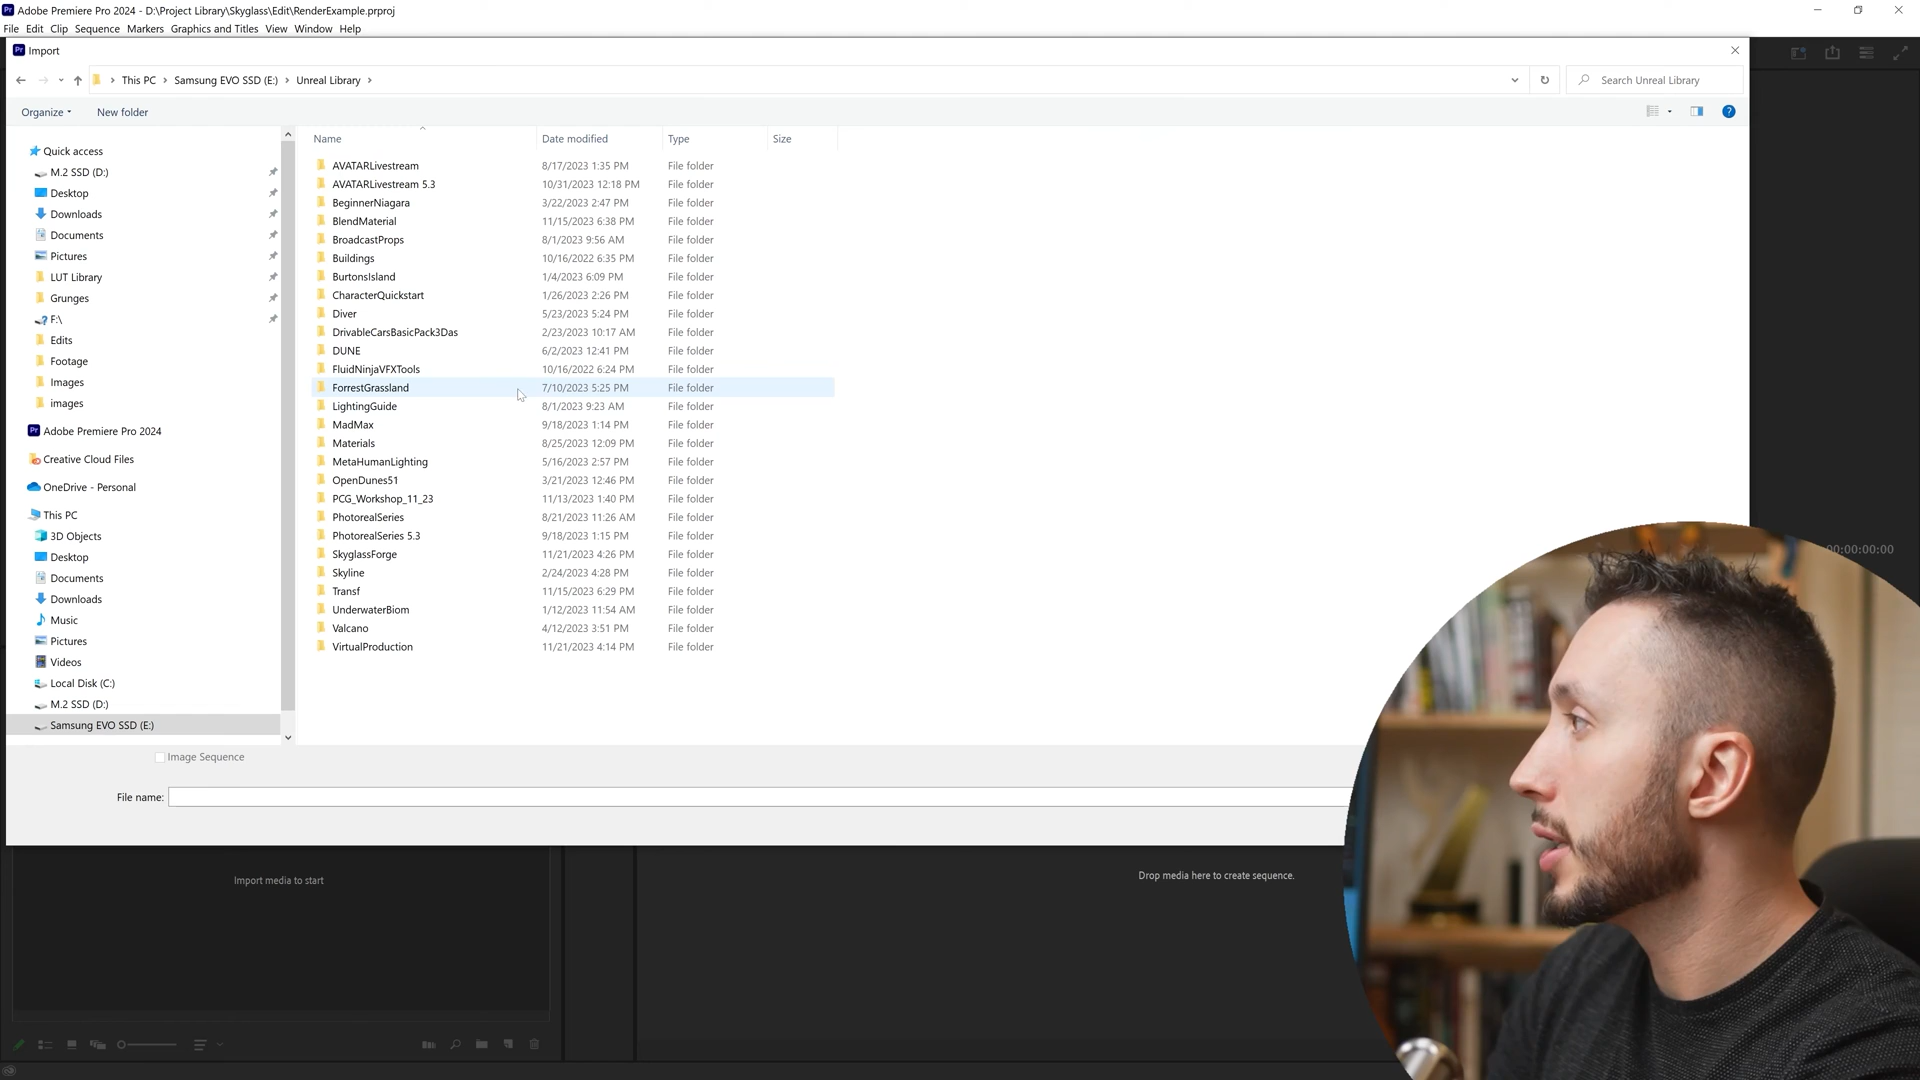 Adobe Premiere Pro 2024 - D:\Project Library\Skyglass\Edit\RenderExample.prproj
File Edit Clip Sequence Markers Graphics and Titles View Window Help
Import
This PC > Samsung EVO SSD (E:) > Unreal Library >
Search Unreal Library
Organize
New folder
Quick access
M.2 SSD (D:)
Desktop
Downloads
Documents
Pictures
LUT Library
Grunges
F:\
Edits
Footage
Images
images
Adobe Premiere Pro 2024
Creative Cloud Files
OneDrive - Personal
This PC
3D Objects
Desktop
Documents
Downloads
Music
Pictures
Videos
Local Disk (C:)
M.2 SSD (D:)
Samsung EVO SSD (E:)
Name Date modified Type Size
AVATARLivestream 8/17/2023 1:35 PM File folder
AVATARLivestream 5.3 10/31/2023 12:18 PM File folder
BeginnerNiagara 3/22/2023 2:47 PM File folder
BlendMaterial 11/15/2023 6:38 PM File folder
BroadcastProps 8/1/2023 9:56 AM File folder
Buildings 10/16/2022 6:35 PM File folder
BurtonsIsland 1/4/2023 6:09 PM File folder
CharacterQuickstart 1/26/2023 2:26 PM File folder
Diver 5/23/2023 5:24 PM File folder
DrivableCarsBasicPack3Das 2/23/2023 10:17 AM File folder
DUNE 6/2/2023 12:41 PM File folder
FluidNinjaVFXTools 10/16/2022 6:24 PM File folder
ForrestGrassland 7/10/2023 5:25 PM File folder
LightingGuide 8/1/2023 9:23 AM File folder
MadMax 9/18/2023 1:14 PM File folder
Materials 8/25/2023 12:09 PM File folder
MetaHumanLighting 5/16/2023 2:57 PM File folder
OpenDunes51 3/21/2023 12:46 PM File folder
PCG_Workshop_11_23 11/13/2023 1:40 PM File folder
PhotorealSeries 8/21/2023 11:26 AM File folder
PhotorealSeries 5.3 9/18/2023 1:15 PM File folder
SkyglassForge 11/21/2023 4:26 PM File folder
Skyline 2/24/2023 4:28 PM File folder
Transf 11/15/2023 6:29 PM File folder
UnderwaterBiom 1/12/2023 11:54 AM File folder
Valcano 4/12/2023 3:51 PM File folder
VirtualProduction 11/21/2023 4:14 PM File folder
00:00:00:00
Image Sequence
File name:
Import media to start
Drop media here to create sequence.